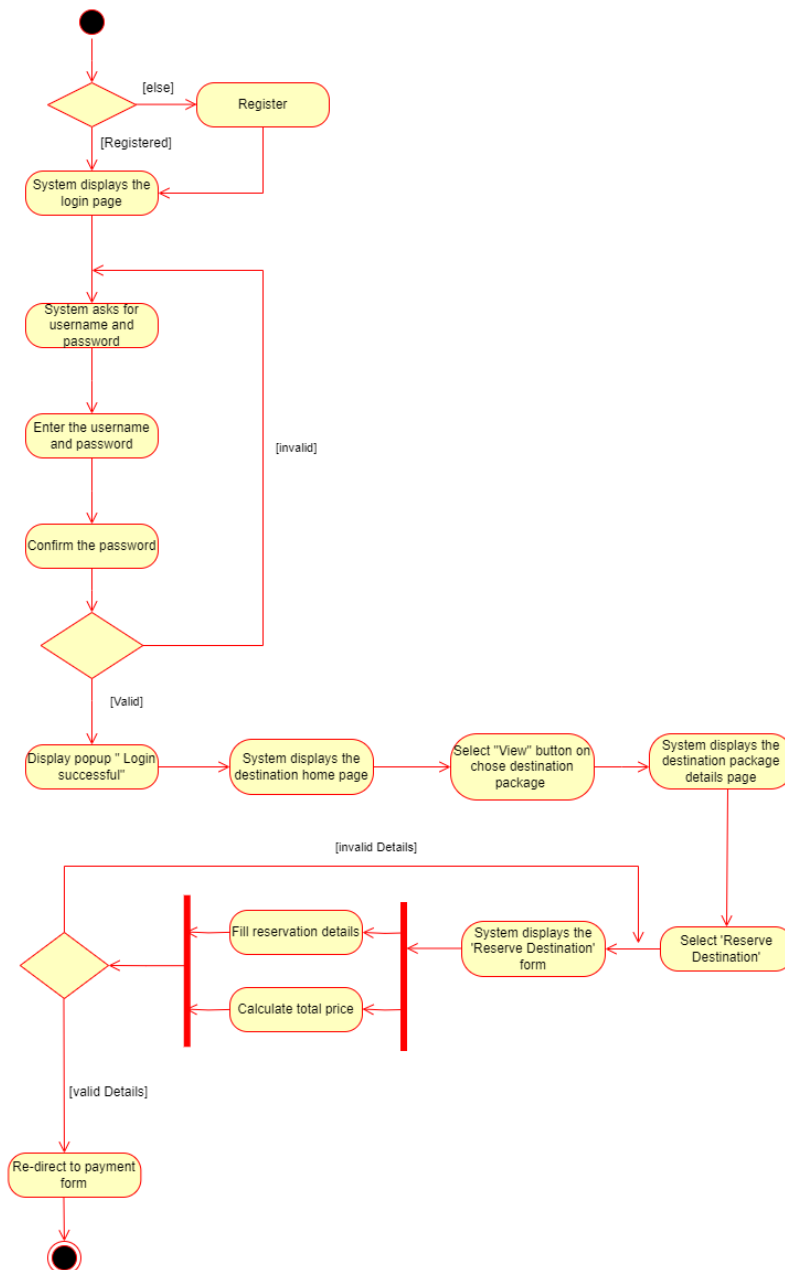 [else]
Register
[Registered]
System displays the
login page
System asks for
username and
password
Enter the username
and password
[invalid]
Confirm the password
[Valid]
Display popup " Login
successful"
System displays the
destination home page
Select "View" button on
chose destination
package
System displays the
destination package
details page
[invalid Details]
Fill reservation details
System displays the
'Reserve Destination'
form
Select 'Reserve
Destination'
Calculate total price
[valid Details]
Re-direct to payment
form